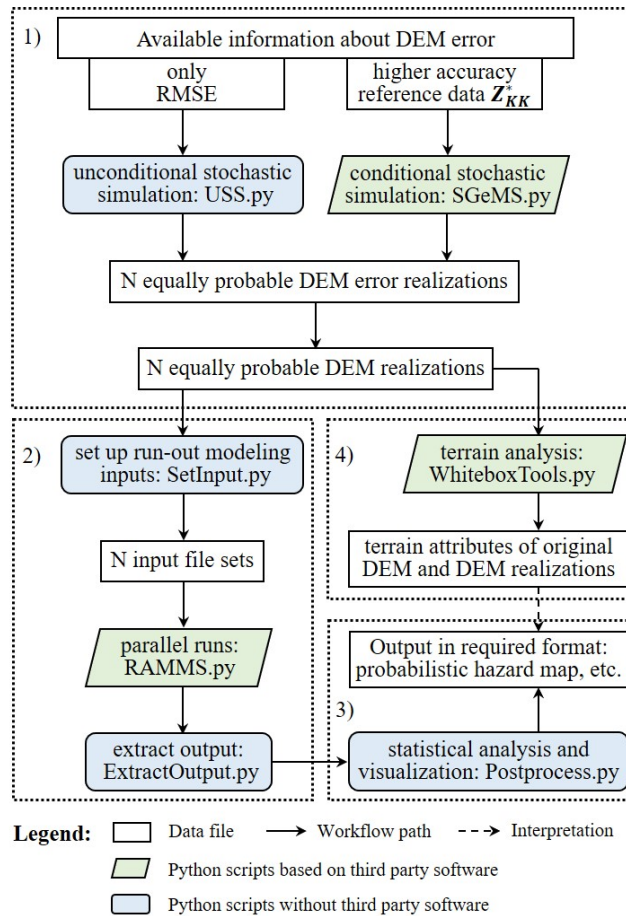 1)
Available information about DEM error
only
RMSE
higher accuracy
reference data Z*KK
unconditional stochastic
simulation: USS.py
conditional stochastic
simulation: SGeMS.py
N equally probable DEM error realizations
N equally probable DEM realizations
2)
set up run-out modeling
inputs: SetInput.py
N input file sets
parallel runs:
RAMMS.py
extract output:
ExtractOutput.py
4)
terrain analysis:
WhiteboxTools.py
terrain attributes of original
DEM and DEM realizations
Output in required format:
probabilistic hazard map, etc.
3)
statistical analysis and
visualization: Postprocess.py
Legend:
Data file
Workflow path
Interpretation
Python scripts based on third party software
Python scripts without third party software